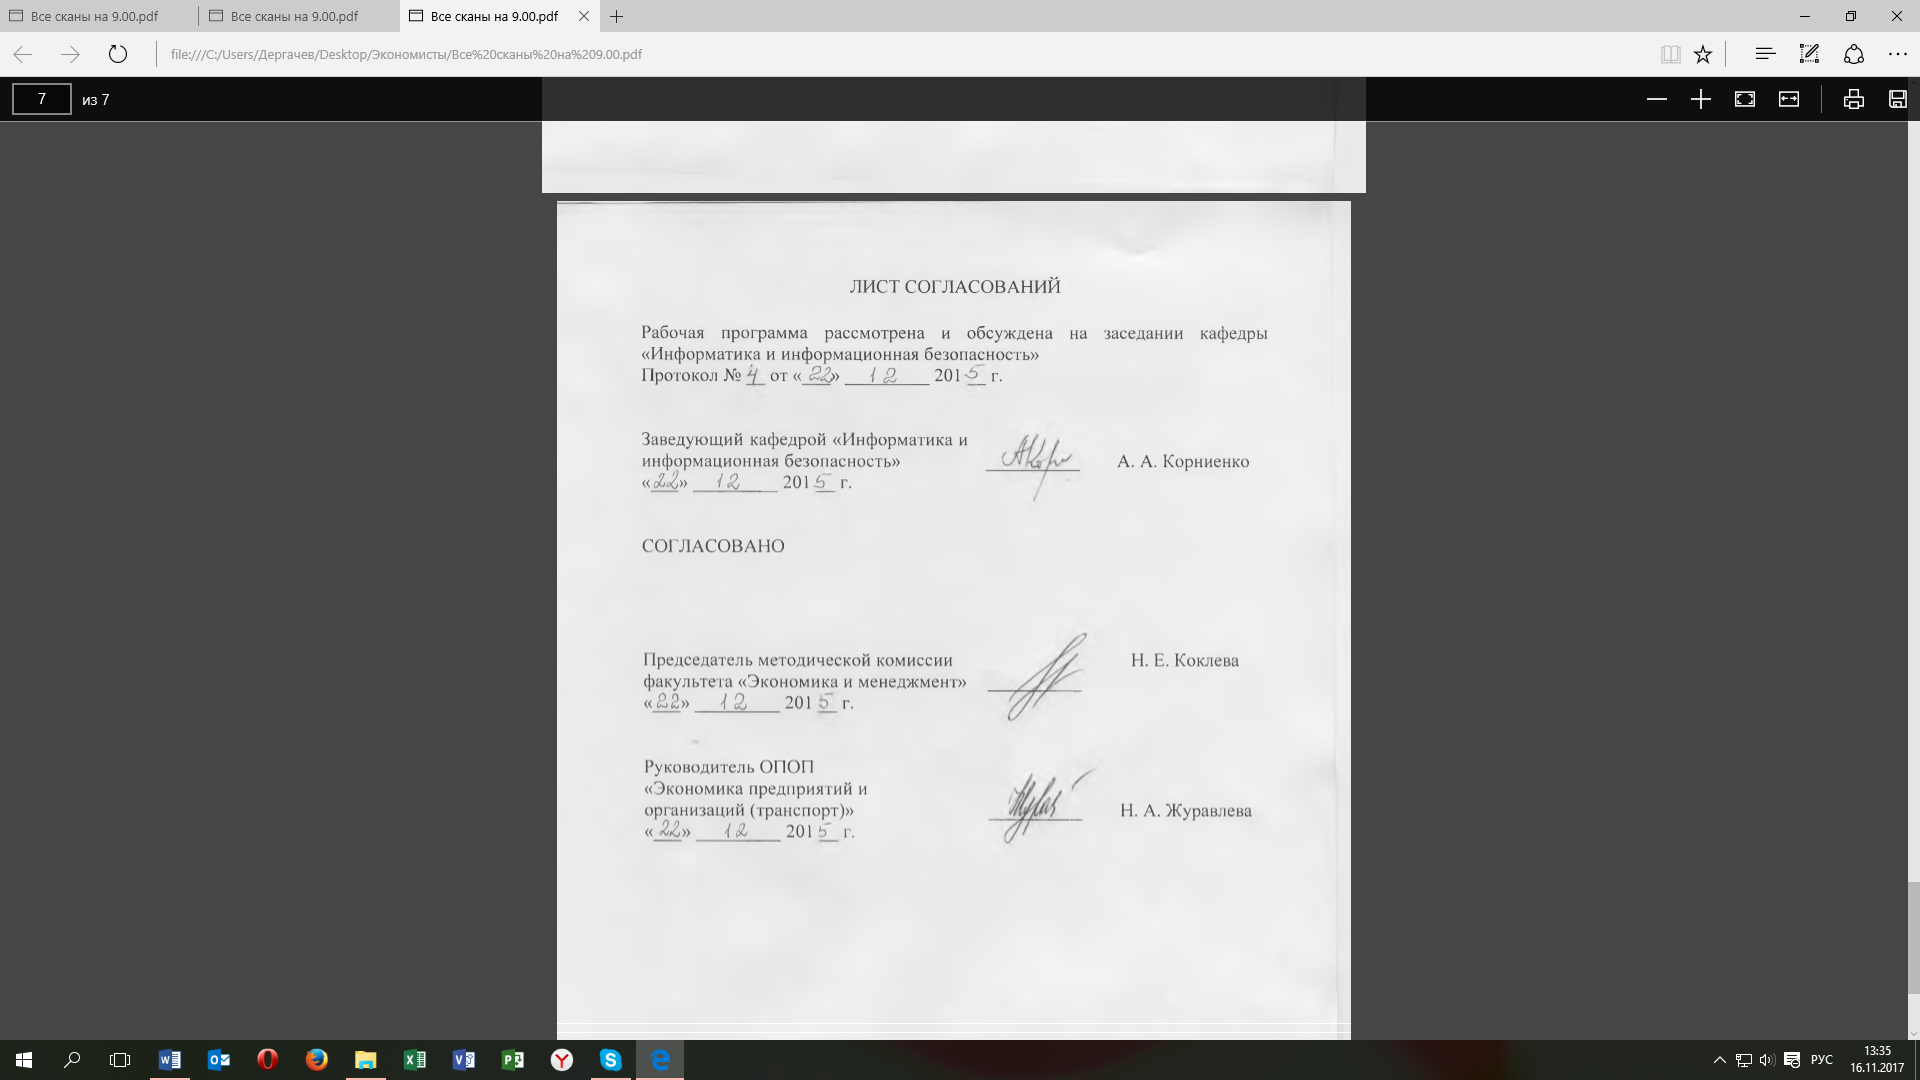 Все сканы на 9.00.pdf
Все сканы на 9.00.pdf
Все сканы на 9.00.pdf
file:///C:/Users/Дергачев/Desktop/Экономисты/Все%20сканы%20на%209.00.pdf
7 из 7
ЛИСТ СОГЛАСОВАНИЙ
Рабочая программа рассмотрена и обсуждена на заседании кафедры
«Информатика и информационная безопасность»
Протокол № 4 от «22» 12 2015 г.
Заведующий кафедрой «Информатика и
информационная безопасность» А. А. Корниенко
«22» 12 2015 г.
СОГЛАСОВАНО
Председатель методической комиссии Н. Е. Коклева
факультета «Экономика и менеджмент»
«22» 12 2015 г.
Руководитель ОПОП
«Экономика предприятий и
организаций (транспорт)» Н. А. Журавлева
«22» 12 2015 г.
РУС
13:35
16.11.2017